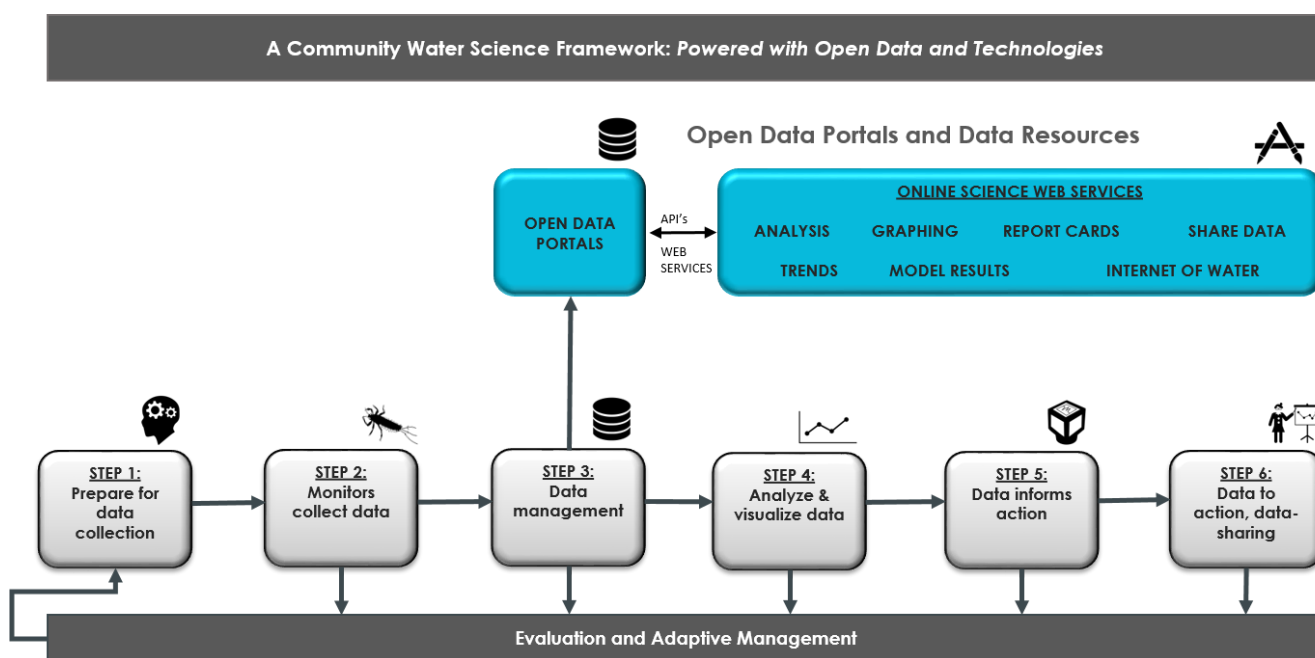 A Community Water Science Framework: Powered with Open Data and Technologies
Open Data Portals and Data Resources
OPEN DATA
PORTALS
API's
WEB
SERVICES
ONLINE SCIENCE WEB SERVICES
ANALYSIS GRAPHING REPORT CARDS SHARE DATA
TRENDS MODEL RESULTS INTERNET OF WATER
STEP 1:
Prepare for
data
collection
STEP 2:
Monitors
collect data
STEP 3:
Data
management
STEP 4:
Analyze &
visualize data
STEP 5:
Data informs
action
STEP 6:
Data to
action, data-
sharing
Evaluation and Adaptive Management